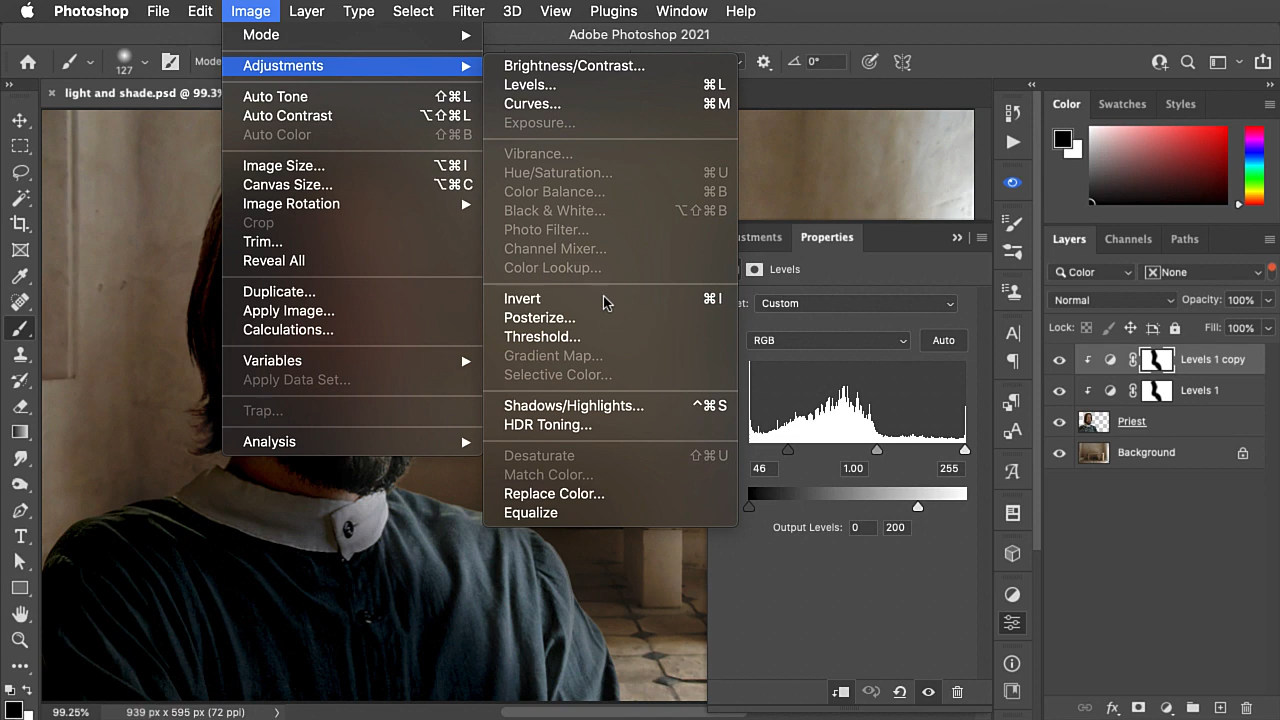 Photoshop File Edit Image Layer Type Select Filter 3D View Plugins Window Help
Adobe Photoshop 2021
127 Mode 0°
light and shade.psd @ 99.3%
Mode
Adjustments
Auto Tone ⇧⌘L
Auto Contrast ⌥⇧⌘L
Auto Color ⇧⌘B
Image Size... ⌥⌘I
Canvas Size... ⌥⌘C
Image Rotation
Crop
Trim...
Reveal All
Duplicate...
Apply Image...
Calculations...
Variables
Apply Data Set...
Trap...
Analysis
Brightness/Contrast...
Levels... ⌘L
Curves... ⌘M
Exposure...
Vibrance...
Hue/Saturation... ⌘U
Color Balance... ⌘B
Black & White... ⌥⇧⌘B
Photo Filter...
Channel Mixer...
Color Lookup...
Invert ⌘I
Posterize...
Threshold...
Gradient Map...
Selective Color...
Shadows/Highlights... ^⌘S
HDR Toning...
Desaturate ⇧⌘U
Match Color...
Replace Color...
Equalize
stments Properties
Levels
et: Custom
RGB Auto
46 1.00 255
Output Levels: 0 200
Color Swatches Styles
Layers Channels Paths
Color None
Normal Opacity: 100%
Lock: Fill: 100%
Levels 1 copy
Levels 1
Priest
Background
99.25% 939 px x 595 px (72 ppi)